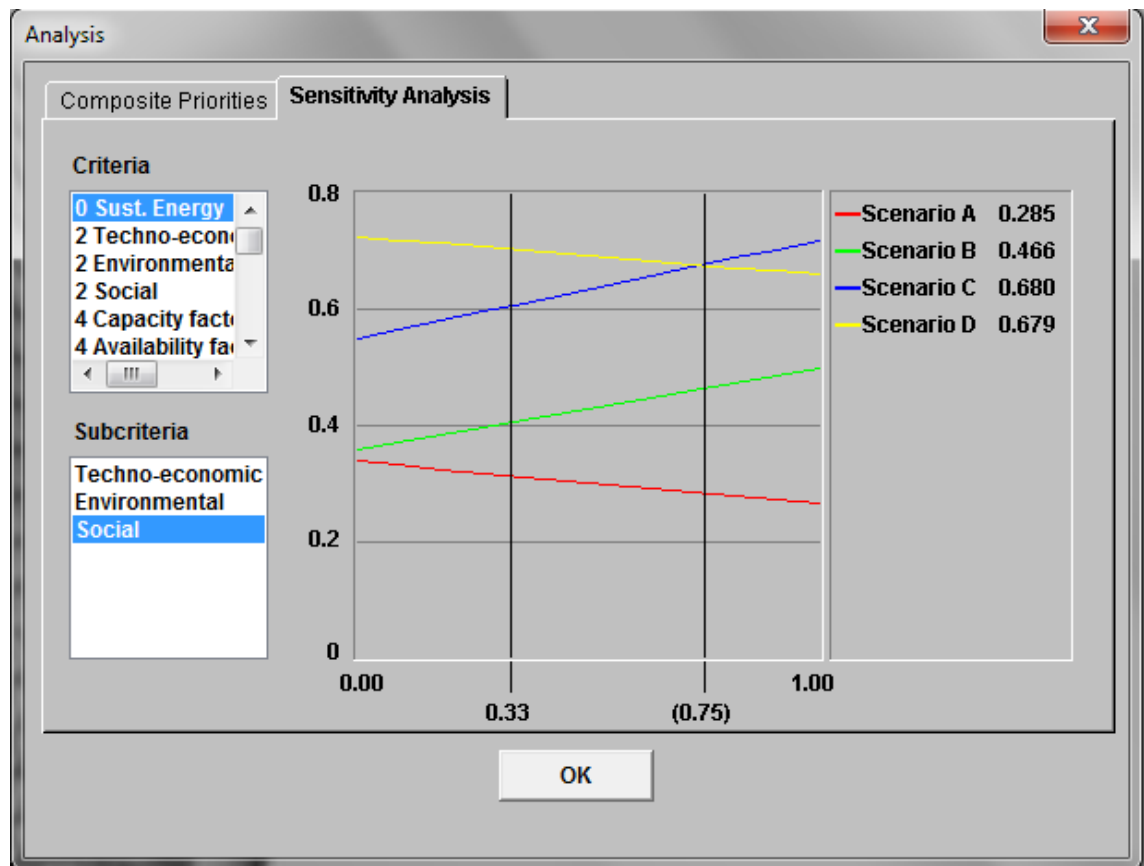 Analysis
Composite Priorities Sensitivity Analysis
Criteria
0 Sust. Energy
2 Techno-econ
2 Environmenta
2 Social
4 Capacity fact
4 Availability fa
Subcriteria
Techno-economic
Environmental
Social
0.8
0.6
0.4
0.2
0
0.00 1.00
0.33 (0.75)
Scenario A 0.285
Scenario B 0.466
Scenario C 0.680
Scenario D 0.679
OK